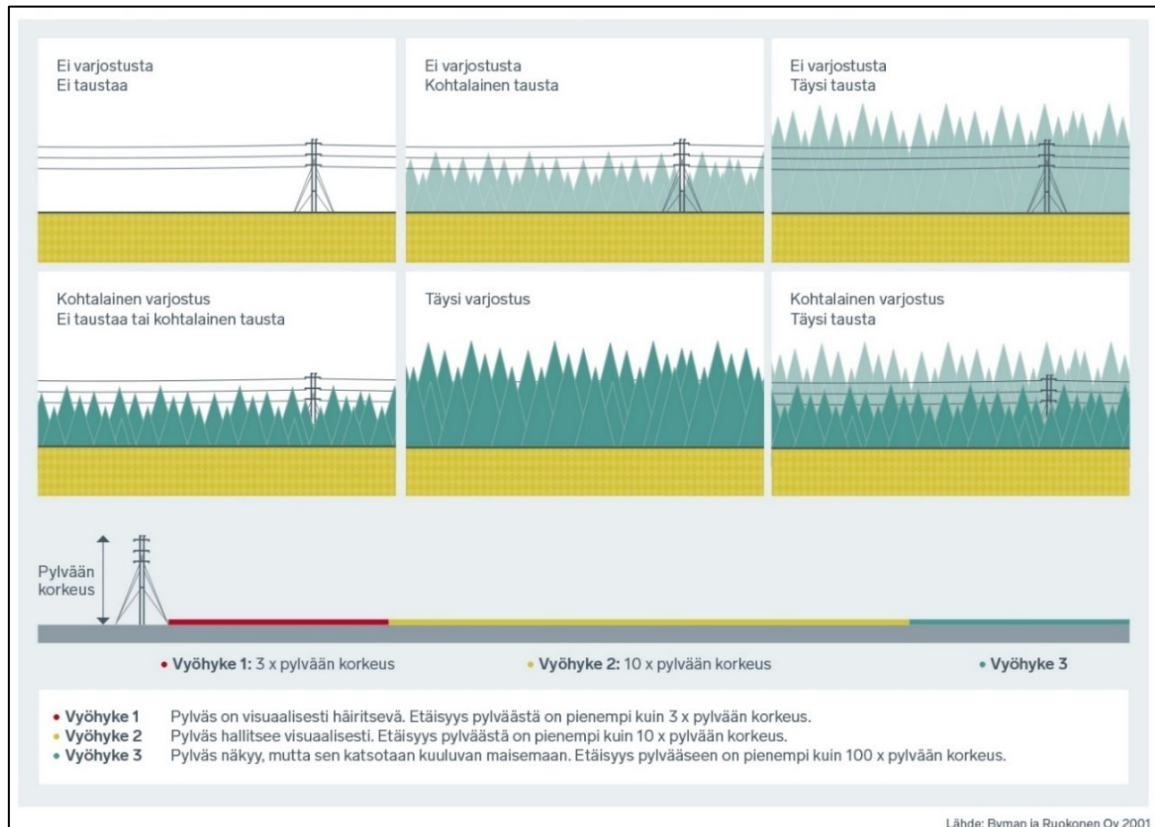 Ei varjostusta
Ei taustaa
Ei varjostusta
Kohtalainen tausta
Ei varjostusta
Täysi tausta
Kohtalainen varjostus
Ei taustaa tai kohtalainen tausta
Täysi varjostus
Kohtalainen varjostus
Täysi tausta
Pylvään
korkeus
• Vyöhyke 1: 3 x pylvään korkeus
• Vyöhyke 2: 10 x pylvään korkeus
• Vyöhyke 3
• Vyöhyke 1 Pylväs on visuaalisesti häiritsevä. Etäisyys pylväästä on pienempi kuin 3 x pylvään korkeus.
• Vyöhyke 2 Pylväs hallitsee visuaalisesti. Etäisyys pylväästä on pienempi kuin 10 x pylvään korkeus.
• Vyöhyke 3 Pylväs näkyy, mutta sen katsotaan kuuluvan maisemaan. Etäisyys pylvääseen on pienempi kuin 100 x pylvään korkeus.
Lähde: Byman ja Ruokonen Oy 2001